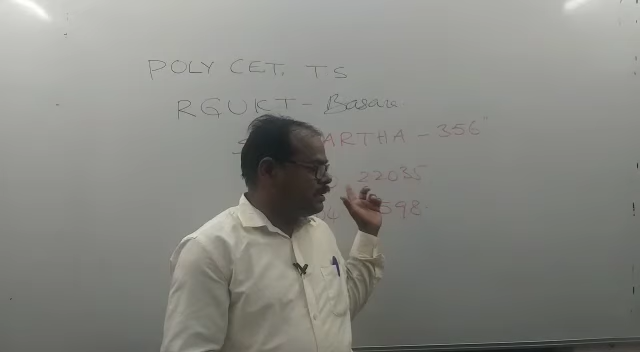 POLY CET. TS
RGUKT - Basara
ARTHA - 356
22035
598